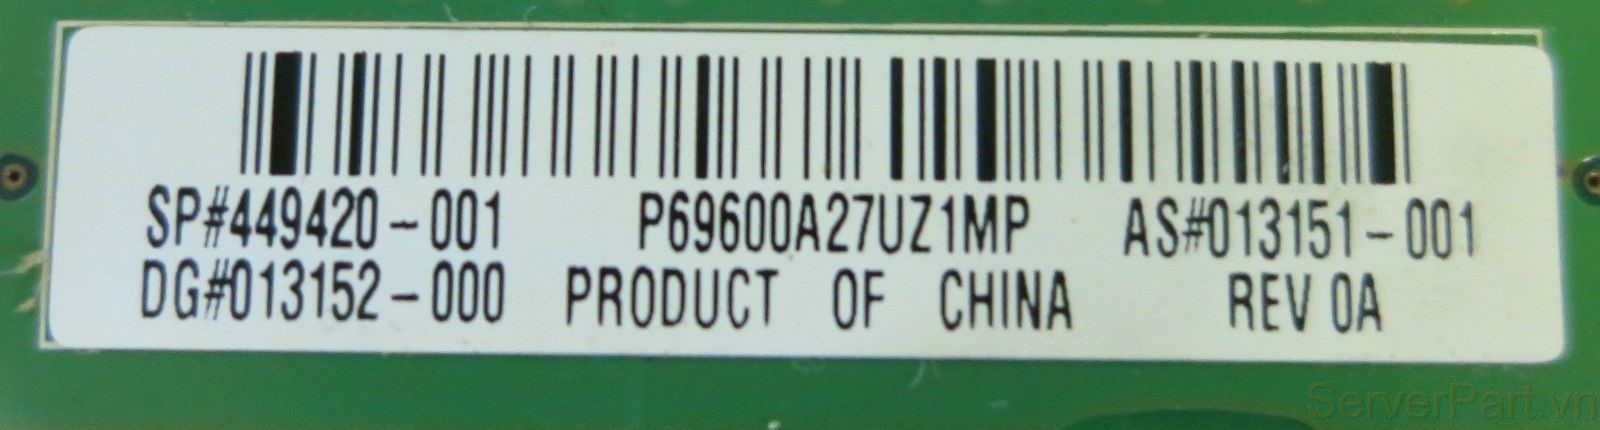 SP#449420-001 P69600A27UZ1MP AS#013151-001
DG#013152-000 PRODUCT OF CHINA REV 0A
ServerPart.vn